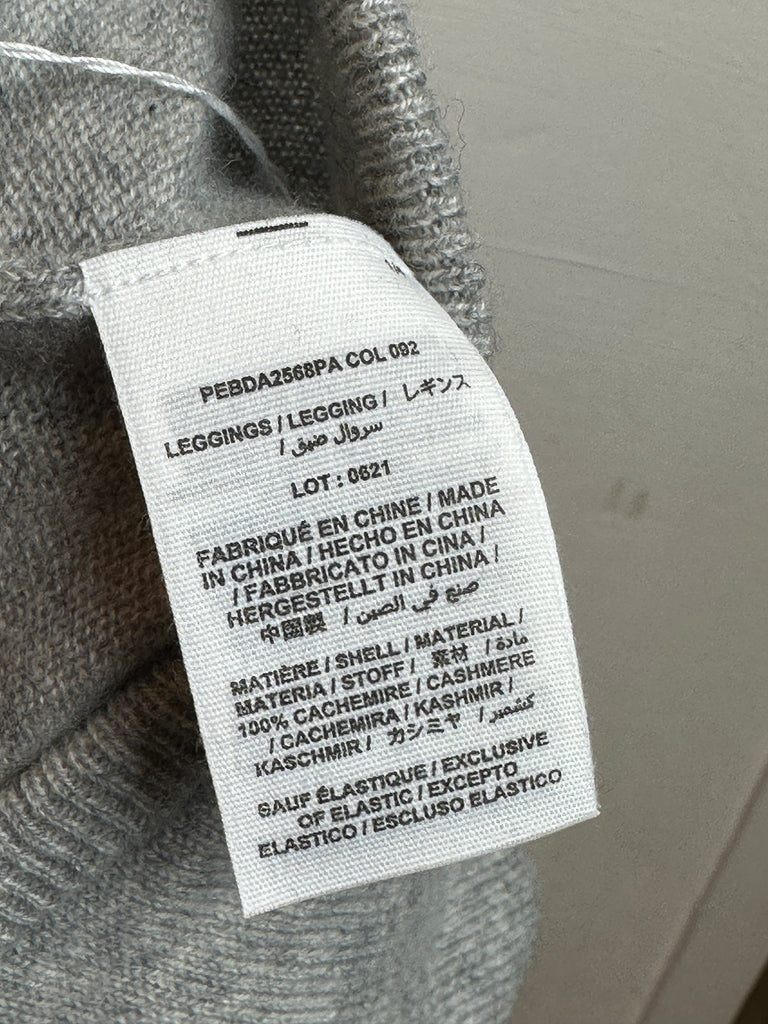 PEBDA2568PA COL 092
LEGGINGS / LEGGING / レギンス
/ سروال ضيق
LOT : 0621
FABRIQUÉ EN CHINE / MADE
IN CHINA / HECHO EN CHINA
/ FABBRICATO IN CINA /
HERGESTELLT IN CHINA /
中國製 / صنع في الصين
MATIÈRE / SHELL / MATERIAL /
MATERIA / STOFF / 素材 / مادة
100% CACHEMIRE / CASHMERE
/ CACHEMIRA / KASHMIR /
KASCHMIR / カシミヤ / كشمير
SAUF ÉLASTIQUE / EXCLUSIVE
OF ELASTIC / EXCEPTO
ELASTICO / ESCLUSO ELASTICO